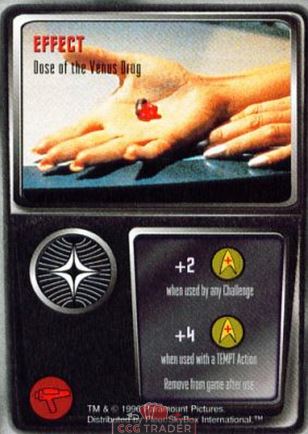 EFFECT
Dose of the Venus Drug
+2
when used by any Challenge
+4
when used with a TEMPT Action
Remove from game after use
TM & © 1996 Paramount Pictures.
Distributed by Fleer/SkyBox International.™
CCG TRADER